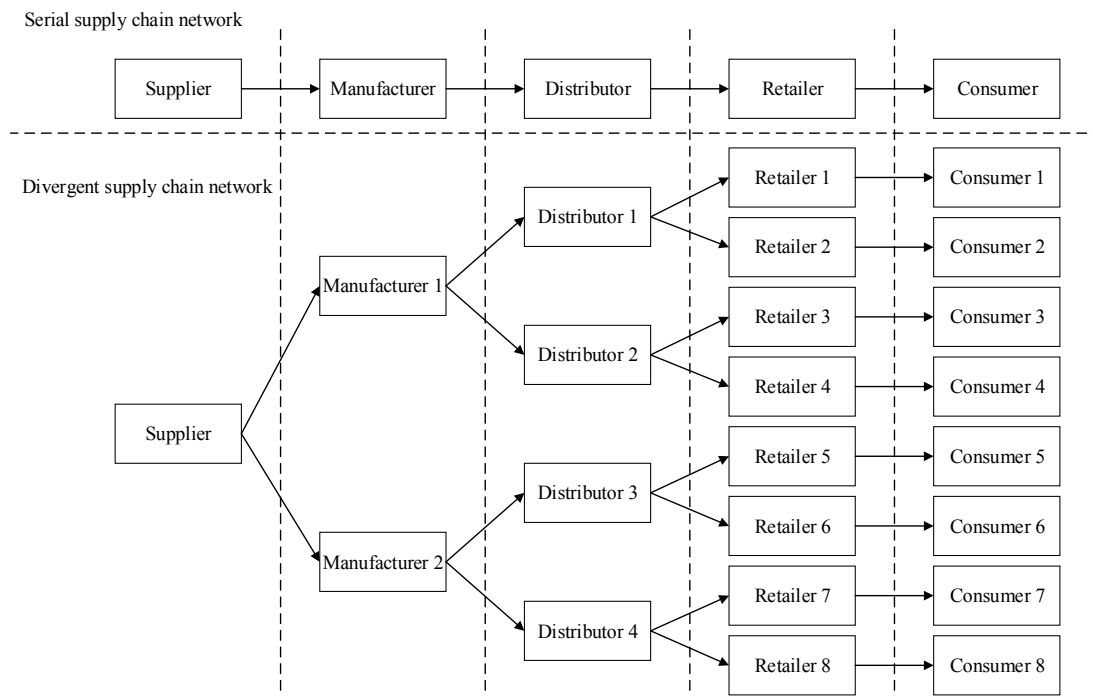 Serial supply chain network
Supplier
Manufacturer
Distributor
Retailer
Consumer
Divergent supply chain network
Supplier
Manufacturer 1
Manufacturer 2
Distributor 1
Distributor 2
Distributor 3
Distributor 4
Retailer 1
Retailer 2
Retailer 3
Retailer 4
Retailer 5
Retailer 6
Retailer 7
Retailer 8
Consumer 1
Consumer 2
Consumer 3
Consumer 4
Consumer 5
Consumer 6
Consumer 7
Consumer 8